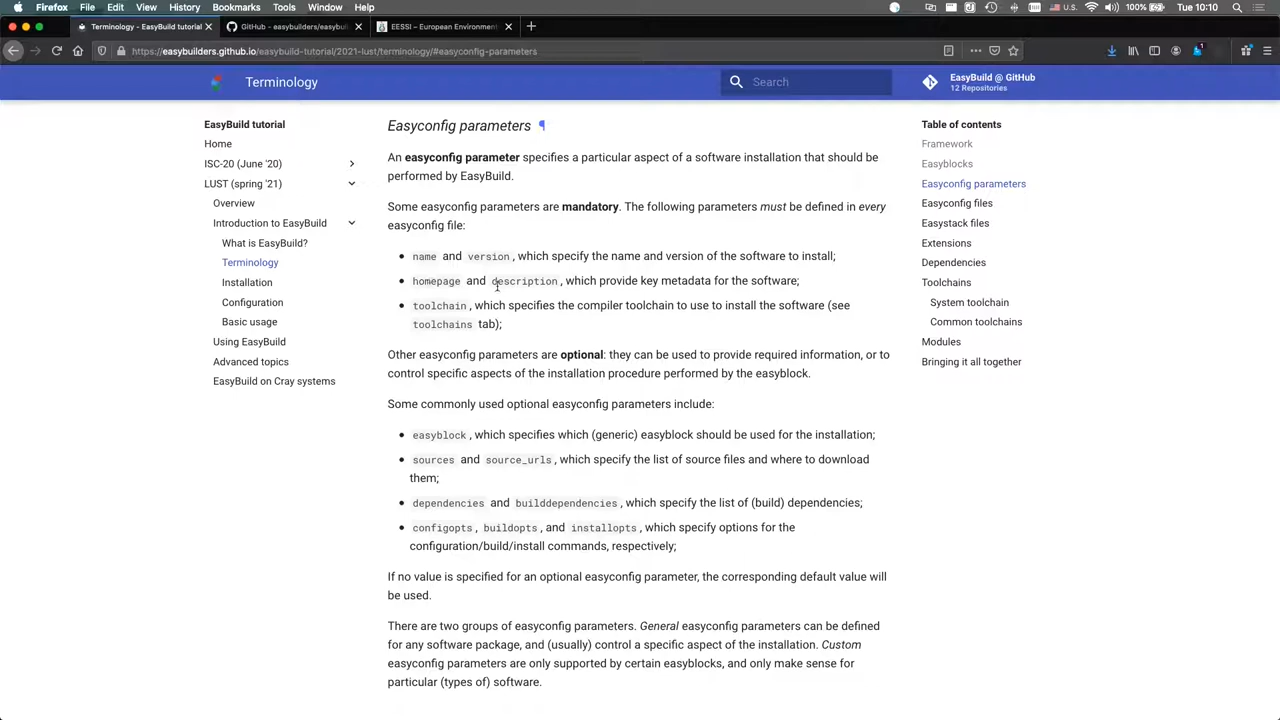 Firefox File Edit View History Bookmarks Tools Window Help 100% Tue 10:10
Terminology - EasyBuild tutorial GitHub - easybuilders/easybui EESSI – European Environment
https://easybuilders.github.io/easybuild-tutorial/2021-lust/terminology/#easyconfig-parameters
Terminology Search EasyBuild @ GitHub
12 Repositories
EasyBuild tutorial
Home
ISC-20 (June '20)
LUST (spring '21)
Overview
Introduction to EasyBuild
What is EasyBuild?
Terminology
Installation
Configuration
Basic usage
Using EasyBuild
Advanced topics
EasyBuild on Cray systems
Easyconfig parameters ¶
An easyconfig parameter specifies a particular aspect of a software installation that should be
performed by EasyBuild.
Some easyconfig parameters are mandatory. The following parameters must be defined in every
easyconfig file:
• name and version, which specify the name and version of the software to install;
• homepage and description, which provide key metadata for the software;
• toolchain, which specifies the compiler toolchain to use to install the software (see
toolchains tab);
Other easyconfig parameters are optional: they can be used to provide required information, or to
control specific aspects of the installation procedure performed by the easyblock.
Some commonly used optional easyconfig parameters include:
• easyblock, which specifies which (generic) easyblock should be used for the installation;
• sources and source_urls, which specify the list of source files and where to download
them;
• dependencies and builddependencies, which specify the list of (build) dependencies;
• configopts, buildopts, and installopts, which specify options for the
configuration/build/install commands, respectively;
If no value is specified for an optional easyconfig parameter, the corresponding default value will
be used.
There are two groups of easyconfig parameters. General easyconfig parameters can be defined
for any software package, and (usually) control a specific aspect of the installation. Custom
easyconfig parameters are only supported by certain easyblocks, and only make sense for
particular (types of) software.
Table of contents
Framework
Easyblocks
Easyconfig parameters
Easyconfig files
Easystack files
Extensions
Dependencies
Toolchains
System toolchain
Common toolchains
Modules
Bringing it all together